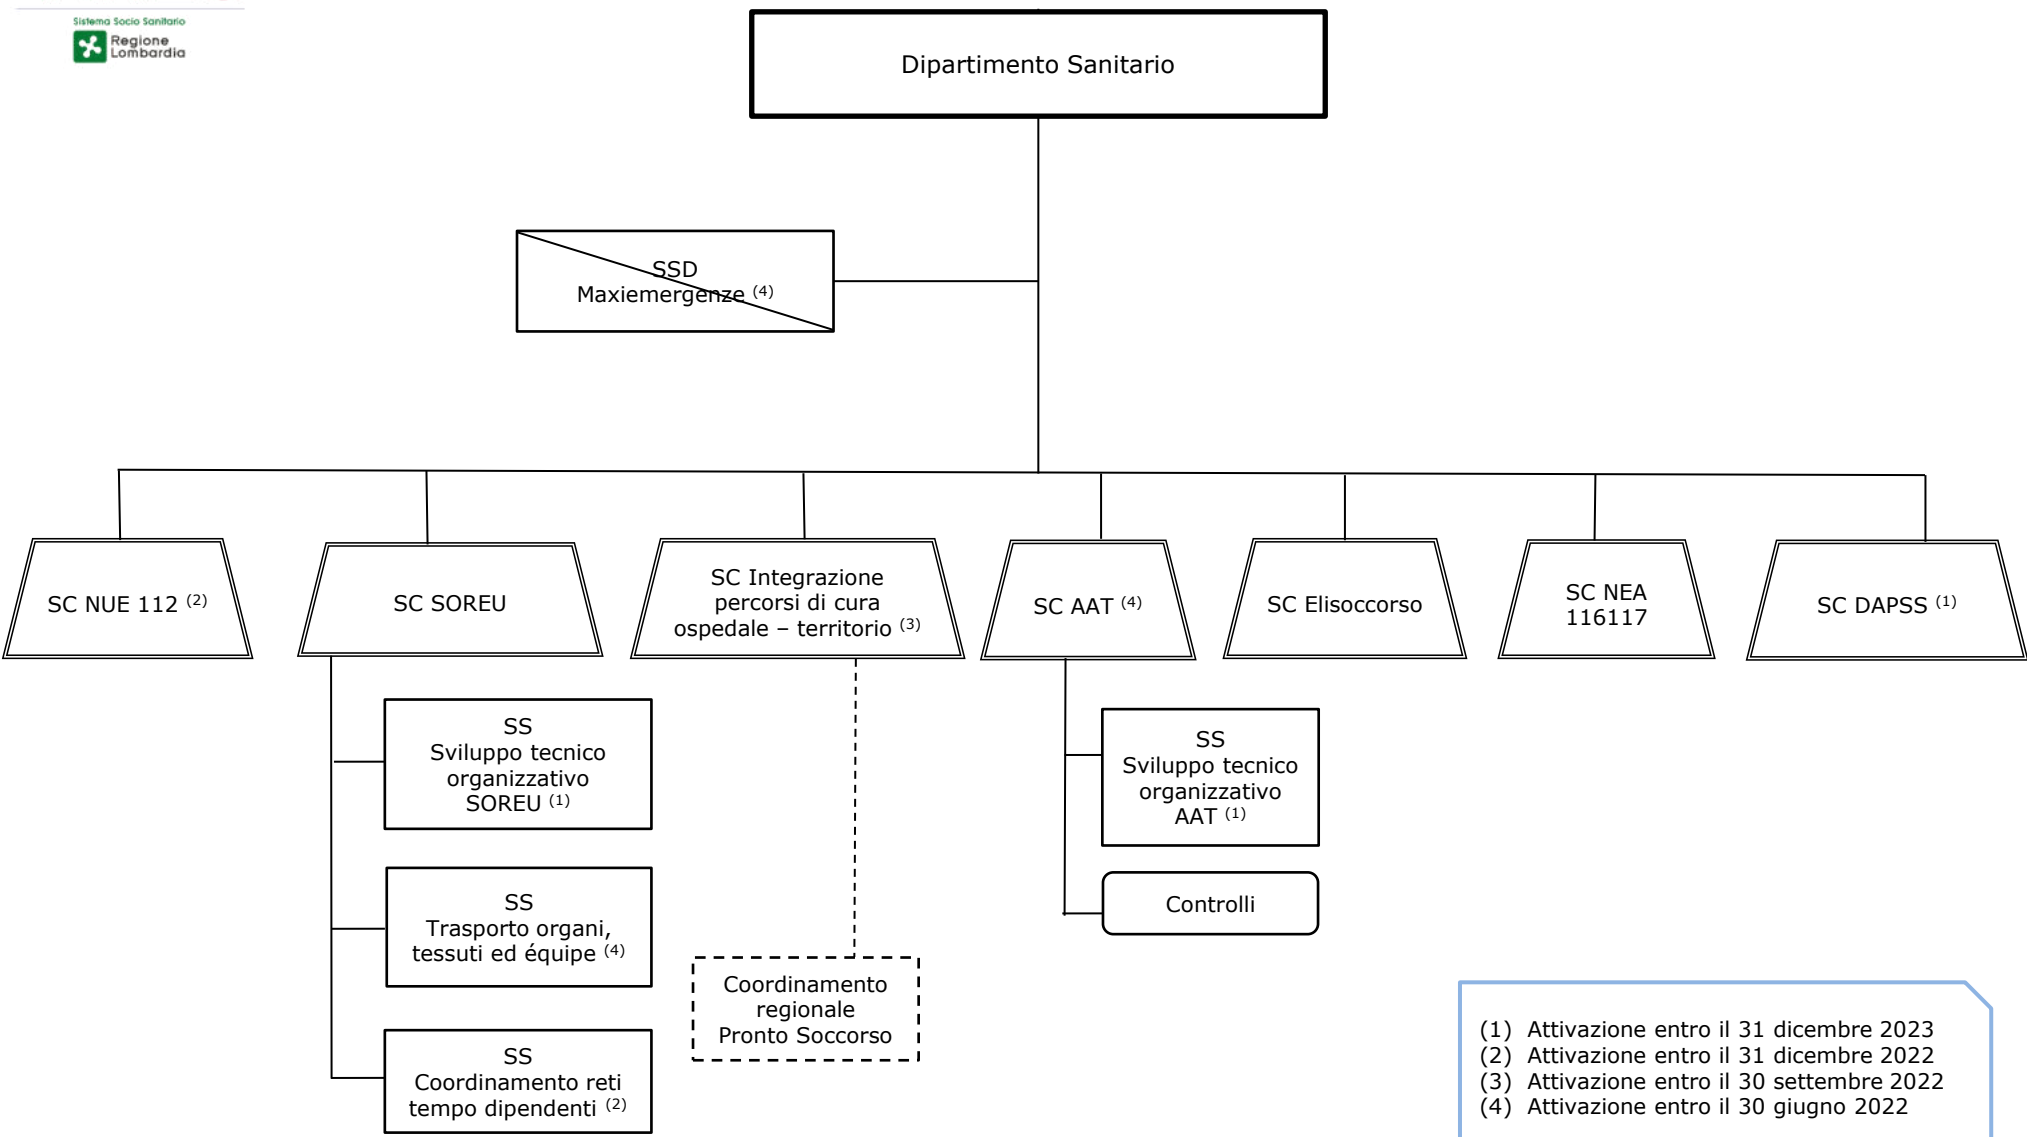 Sistema Socio Sanitario
Regione
Lombardia
Dipartimento Sanitario
SSD
Maxiemergenze (4)
SC NUE 112 (2)
SC SOREU
SC Integrazione
percorsi di cura
ospedale – territorio (3)
SC AAT (4)
SC Elisoccorso
SC NEA
116117
SC DAPSS (1)
SS
Sviluppo tecnico
organizzativo
SOREU (1)
SS
Trasporto organi,
tessuti ed équipe (4)
SS
Coordinamento reti
tempo dipendenti (2)
Coordinamento
regionale
Pronto Soccorso
SS
Sviluppo tecnico
organizzativo
AAT (1)
Controlli
(1) Attivazione entro il 31 dicembre 2023
(2) Attivazione entro il 31 dicembre 2022
(3) Attivazione entro il 30 settembre 2022
(4) Attivazione entro il 30 giugno 2022